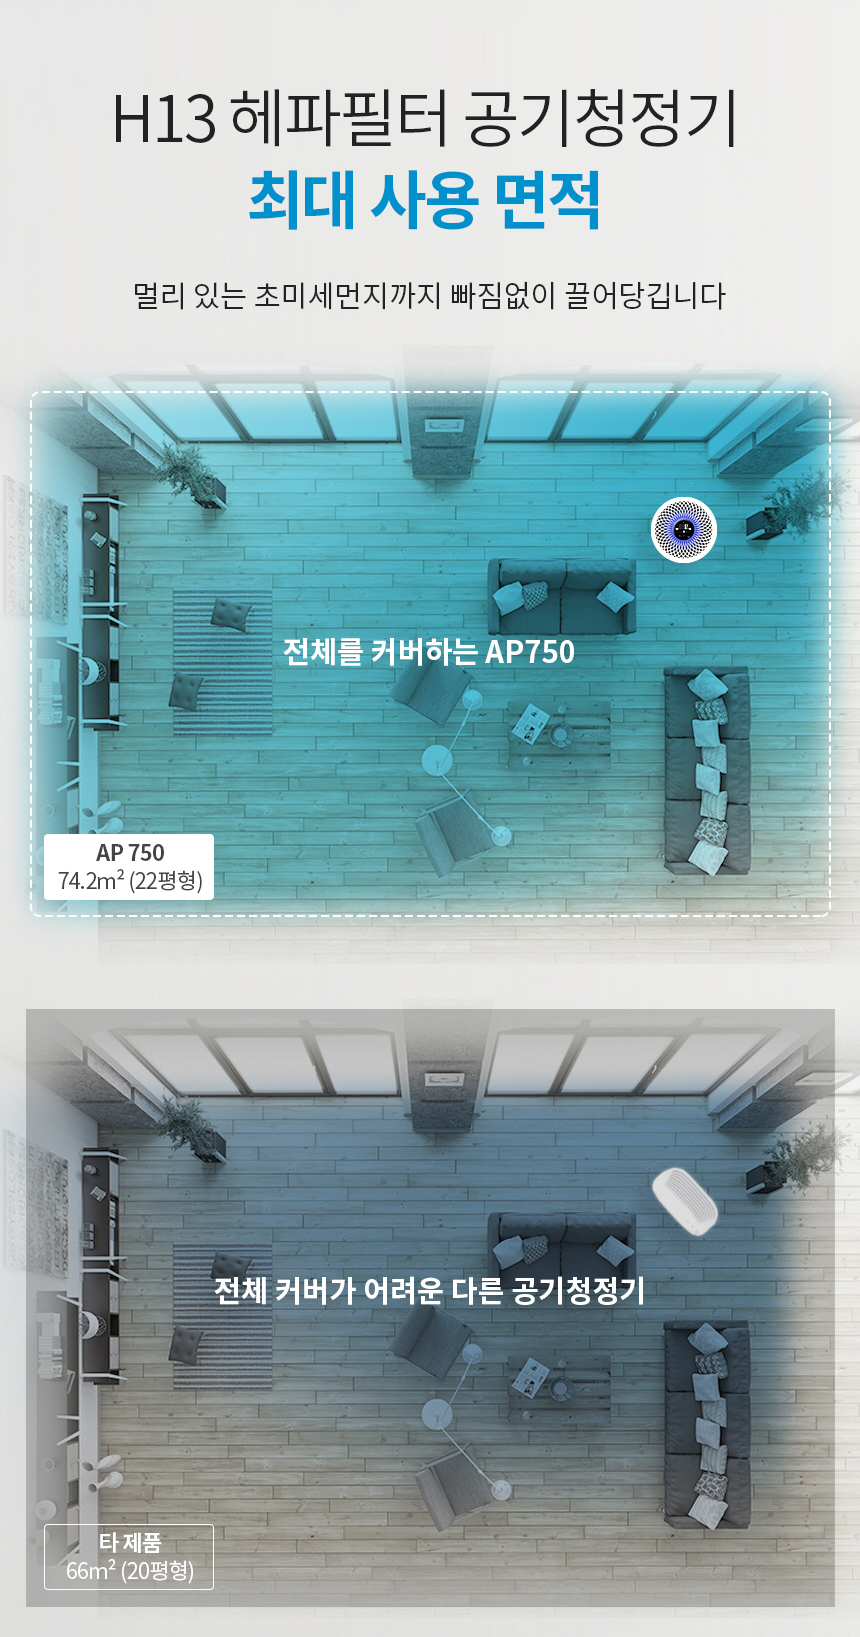 H13 헤파필터 공기청정기
최대 사용 면적
멀리 있는 초미세먼지까지 빠짐없이 끌어당깁니다
전체를 커버하는 AP750
AP 750
74.2m² (22평형)
전체 커버가 어려운 다른 공기청정기
타 제품
66m² (20평형)